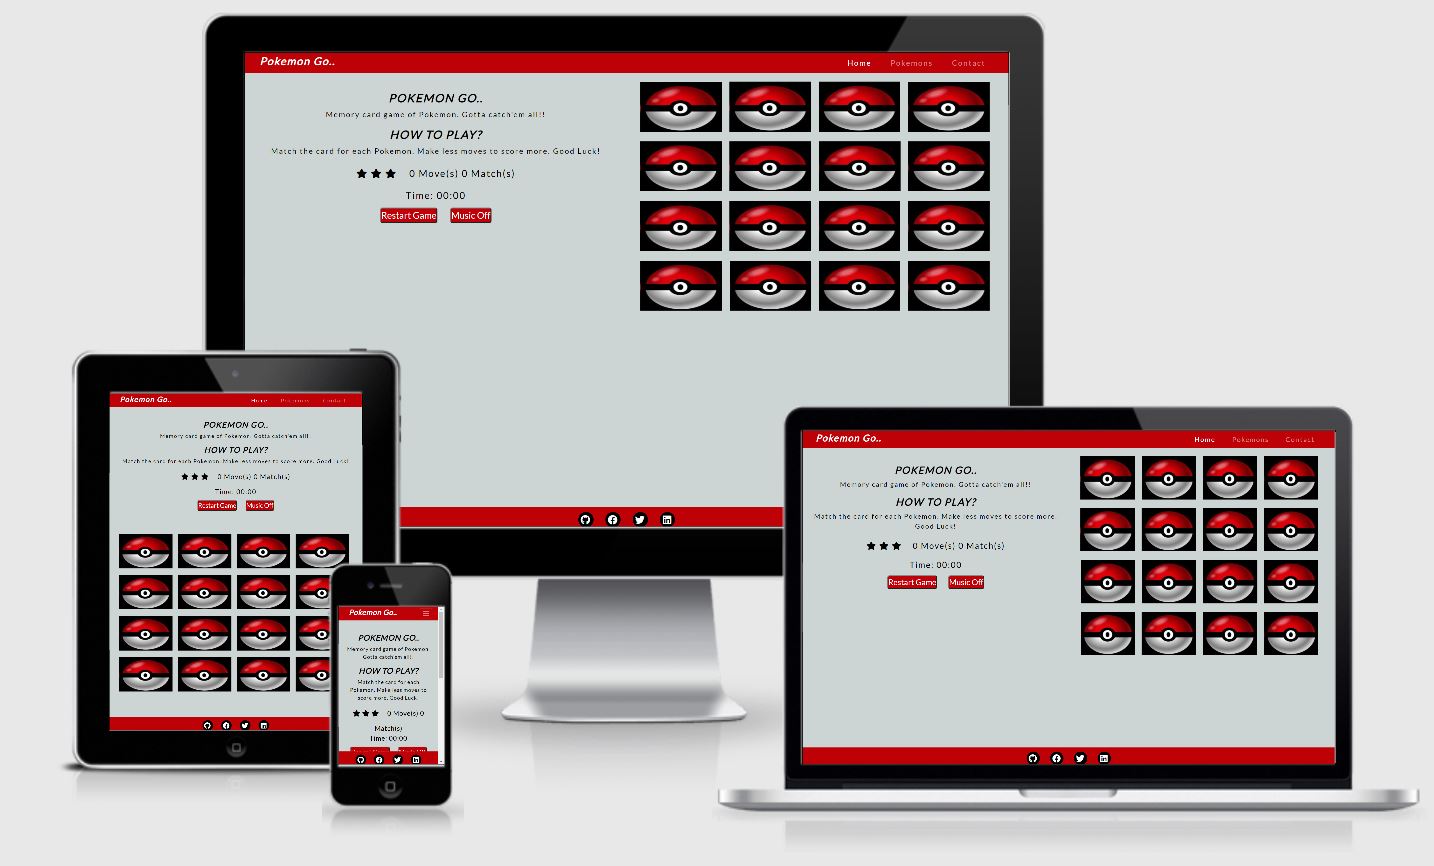 Pokemon Go..
Home Pokemons Contact
POKEMON GO..
Memory card game of Pokemon. Gotta catch'em all!!
HOW TO PLAY?
Match the card for each Pokemon. Make less moves to score more. Good Luck!
0 Move(s) 0 Match(s)
Time: 00:00
Restart Game Music Off
Pokemon Go..
Home Pokemons Contact
POKEMON GO..
Memory card game of Pokemon. Gotta catch'em all!!
HOW TO PLAY?
Match the card for each Pokemon. Make less moves to score more. Good Luck!
0 Move(s) 0 Match(s)
Time: 00:00
Restart Game Music Off
Pokemon Go..
POKEMON GO..
Memory card game of Pokemon.
Gotta catch'em all!!
HOW TO PLAY?
Match the card for each
Pokemon. Make less moves to
score more. Good Luck!
0 Move(s) 0
Match(s)
Time: 00:00
Pokemon Go..
Home Pokemons Contact
POKEMON GO..
Memory card game of Pokemon. Gotta catch'em all!!
HOW TO PLAY?
Match the card for each Pokemon. Make less moves to score more.
Good Luck!
0 Move(s) 0 Match(s)
Time: 00:00
Restart Game Music Off